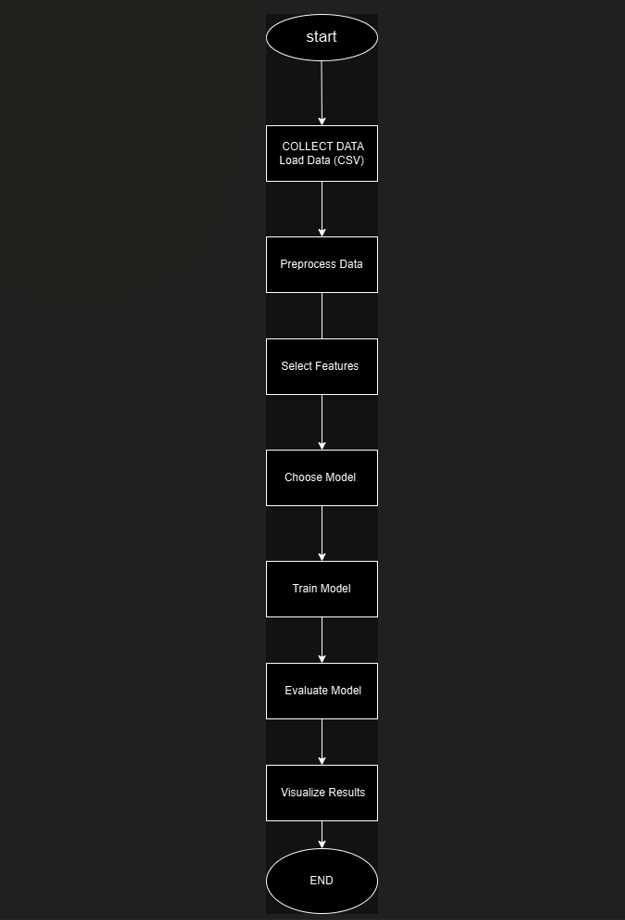 start
COLLECT DATA
Load Data (CSV)
Preprocess Data
Select Features
Choose Model
Train Model
Evaluate Model
Visualize Results
END